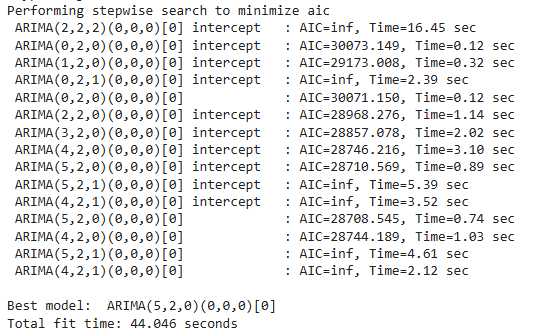 Performing stepwise search to minimize aic
ARIMA(2,2,2)(0,0,0)[0] intercept   : AIC=inf, Time=16.45 sec
ARIMA(0,2,0)(0,0,0)[0] intercept   : AIC=30073.149, Time=0.12 sec
ARIMA(1,2,0)(0,0,0)[0] intercept   : AIC=29173.008, Time=0.32 sec
ARIMA(0,2,1)(0,0,0)[0] intercept   : AIC=inf, Time=2.39 sec
ARIMA(0,2,0)(0,0,0)[0]             : AIC=30071.150, Time=0.12 sec
ARIMA(2,2,0)(0,0,0)[0] intercept   : AIC=28968.276, Time=1.14 sec
ARIMA(3,2,0)(0,0,0)[0] intercept   : AIC=28857.078, Time=2.02 sec
ARIMA(4,2,0)(0,0,0)[0] intercept   : AIC=28746.216, Time=3.10 sec
ARIMA(5,2,0)(0,0,0)[0] intercept   : AIC=28710.569, Time=0.89 sec
ARIMA(5,2,1)(0,0,0)[0] intercept   : AIC=inf, Time=5.39 sec
ARIMA(4,2,1)(0,0,0)[0] intercept   : AIC=inf, Time=3.52 sec
ARIMA(5,2,0)(0,0,0)[0]             : AIC=28708.545, Time=0.74 sec
ARIMA(4,2,0)(0,0,0)[0]             : AIC=28744.189, Time=1.03 sec
ARIMA(5,2,1)(0,0,0)[0]             : AIC=inf, Time=4.61 sec
ARIMA(4,2,1)(0,0,0)[0]             : AIC=inf, Time=2.12 sec
Best model:  ARIMA(5,2,0)(0,0,0)[0]
Total fit time: 44.046 seconds